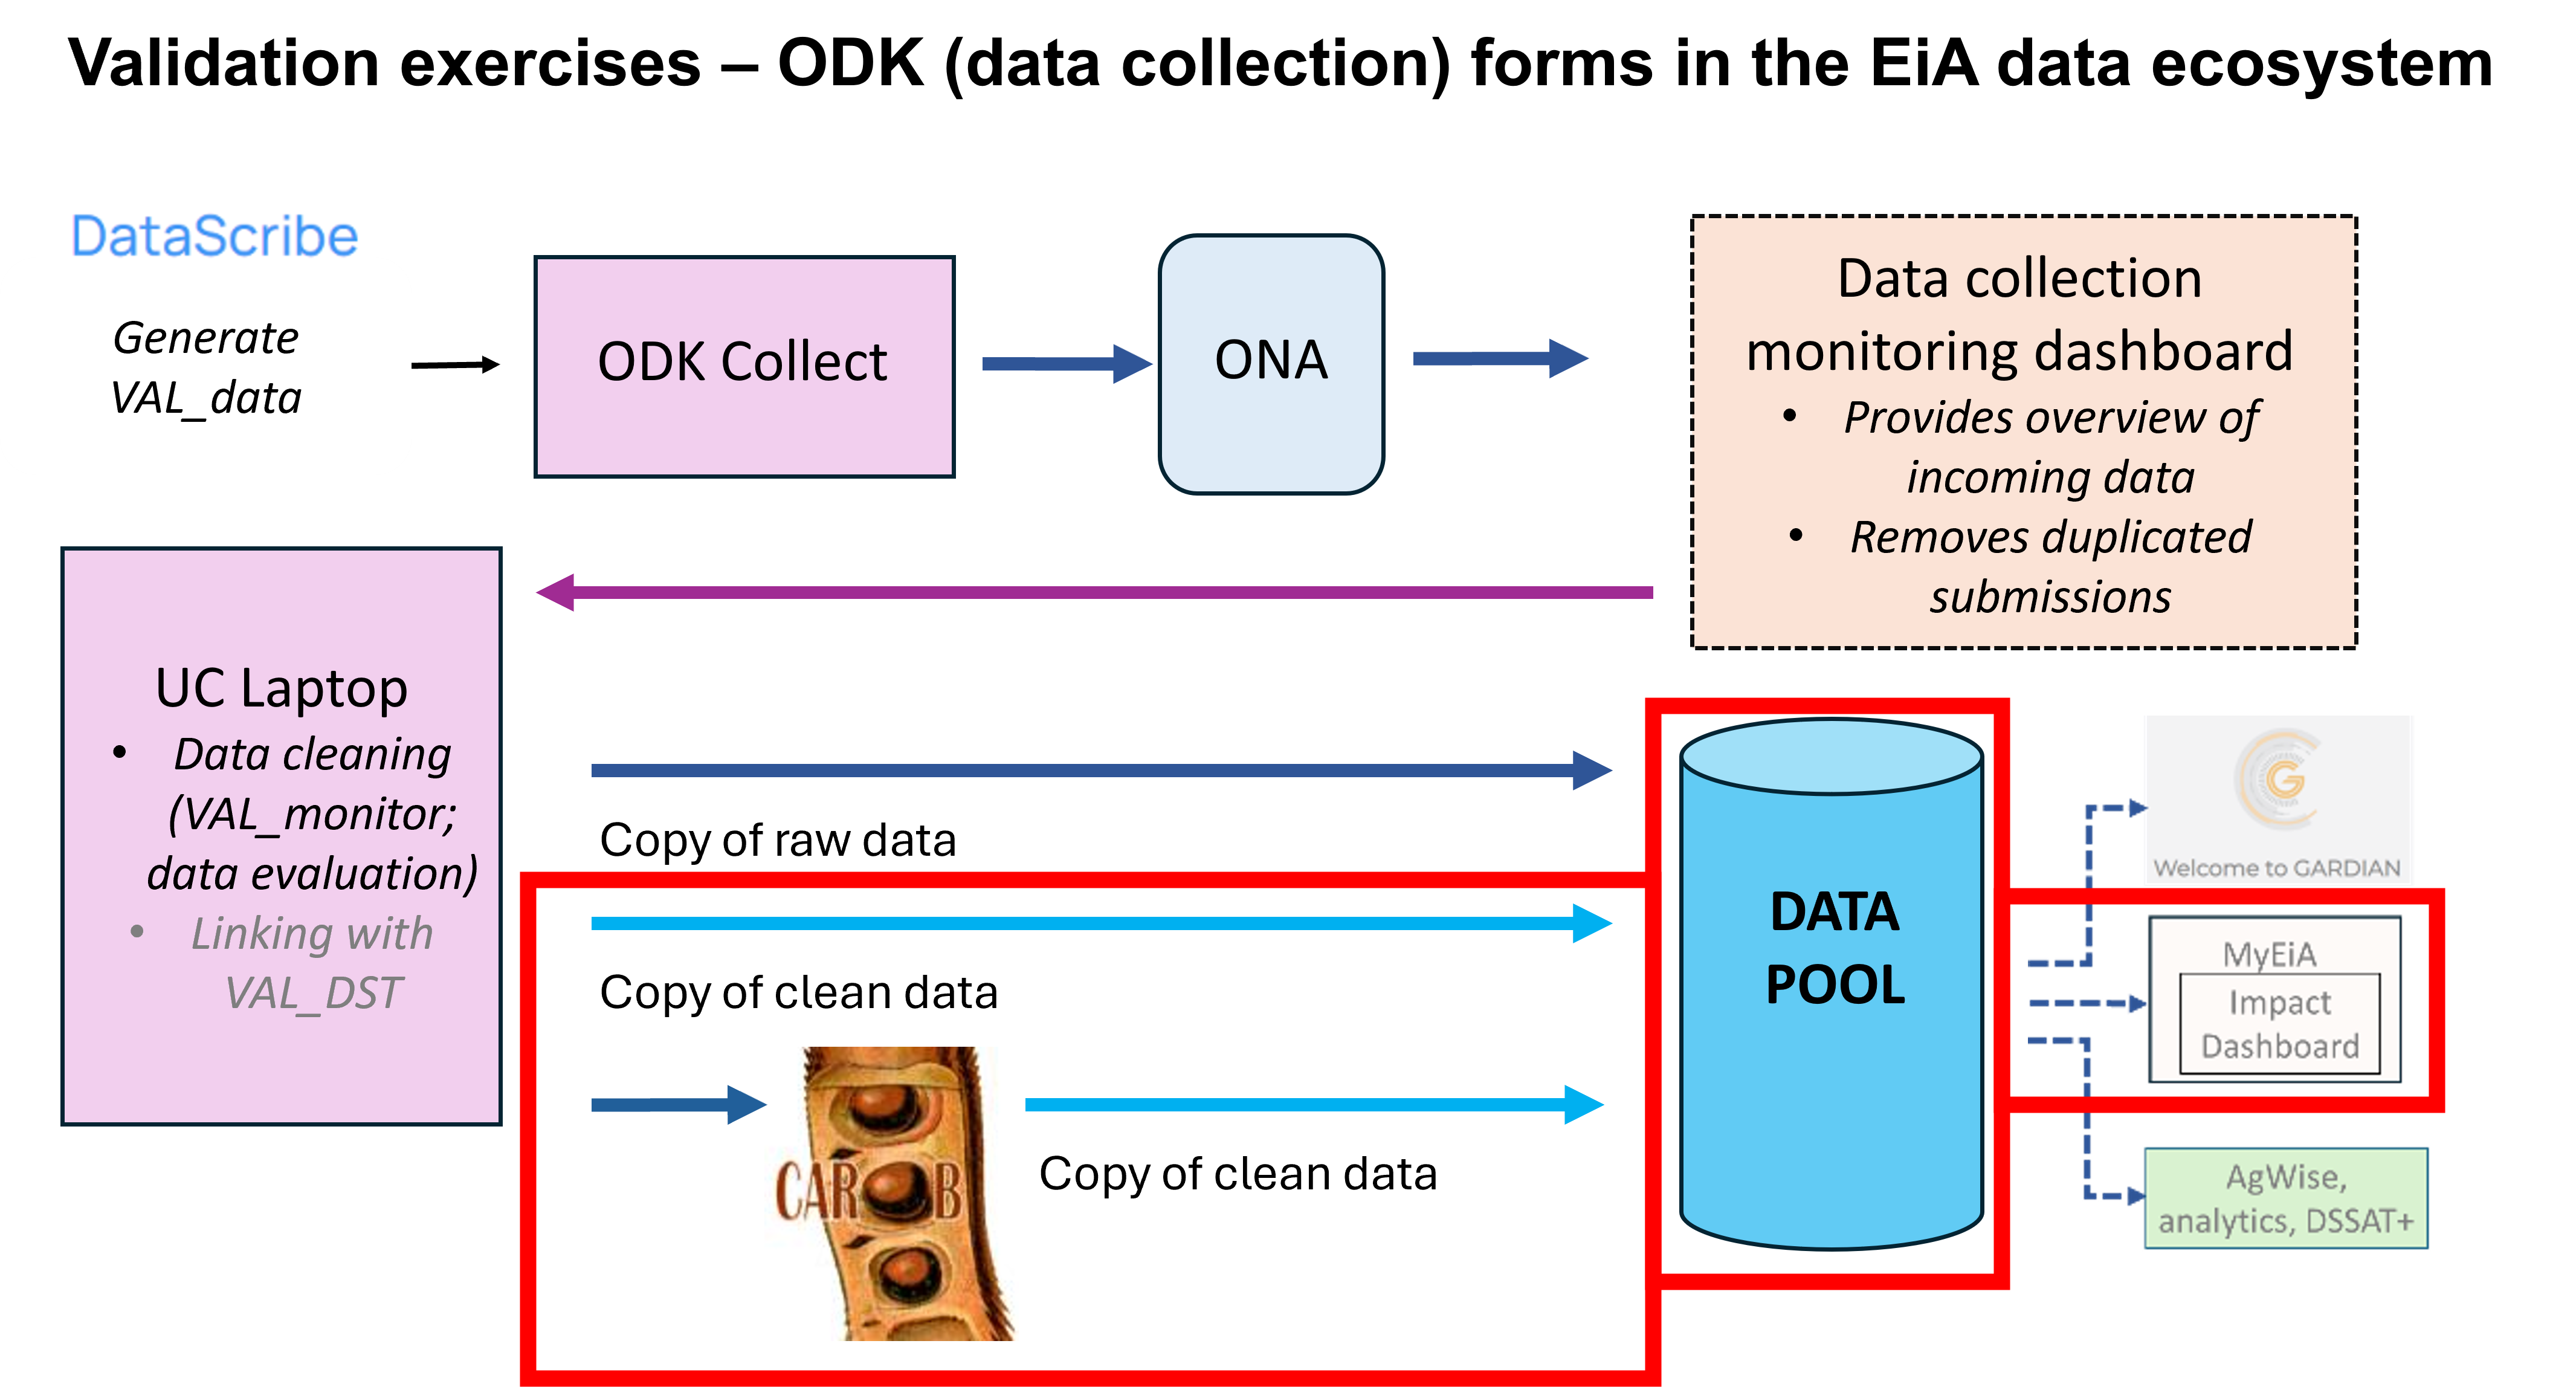 Validation exercises – ODK (data collection) forms in the EiA data ecosystem
DataScribe
Generate
VAL_data
ODK Collect
ONA
Data collection
monitoring dashboard
• Provides overview of
incoming data
• Removes duplicated
submissions
UC Laptop
• Data cleaning
(VAL_monitor;
data evaluation)
• Linking with
VAL_DST
Copy of raw data
Copy of clean data
CAROB
Copy of clean data
DATA
POOL
G
Welcome to GARDIAN
MyEiA
Impact
Dashboard
AgWise,
analytics, DSSAT+